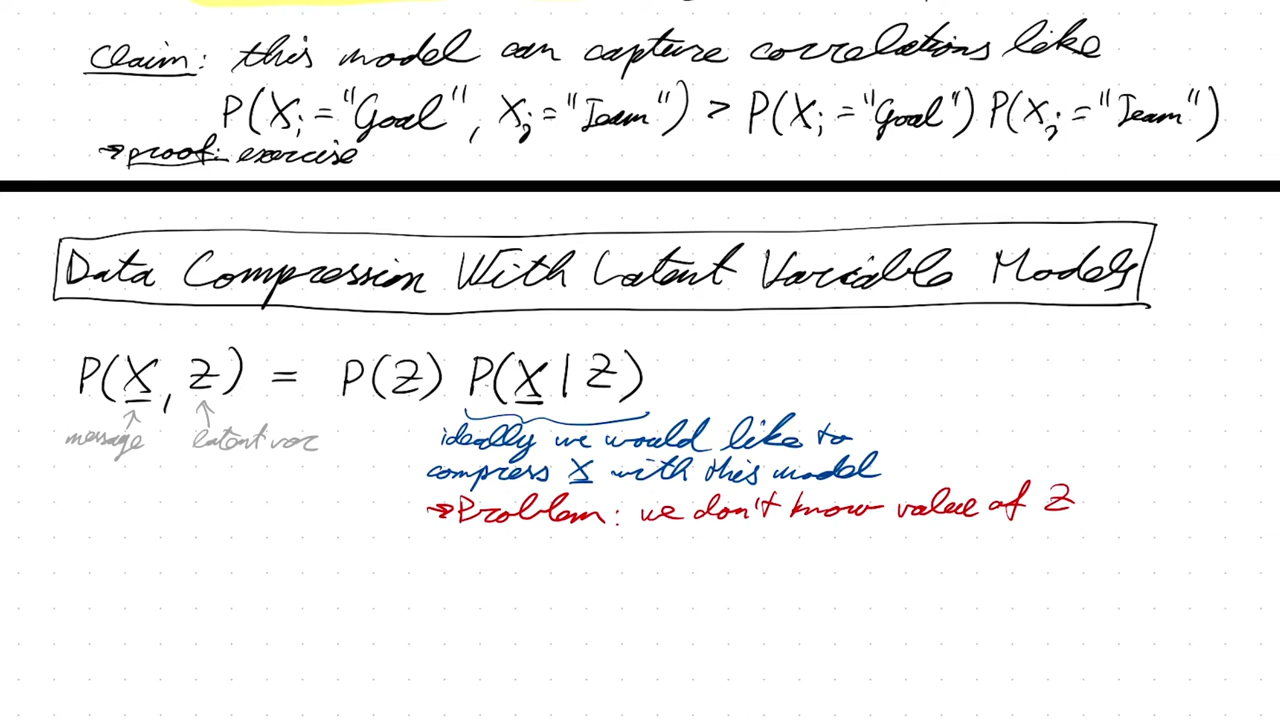 Claim: this model can capture correlations like
P(Xi = "Goal", Xj = "Team") > P(Xi = "Goal") P(Xj = "Team")
→ proof: exercise
Data Compression With Latent Variable Models
P(X, Z) = P(Z) P(X | Z)
message latent var
ideally we would like to
compress X with this model
→ Problem: we don't know value of Z